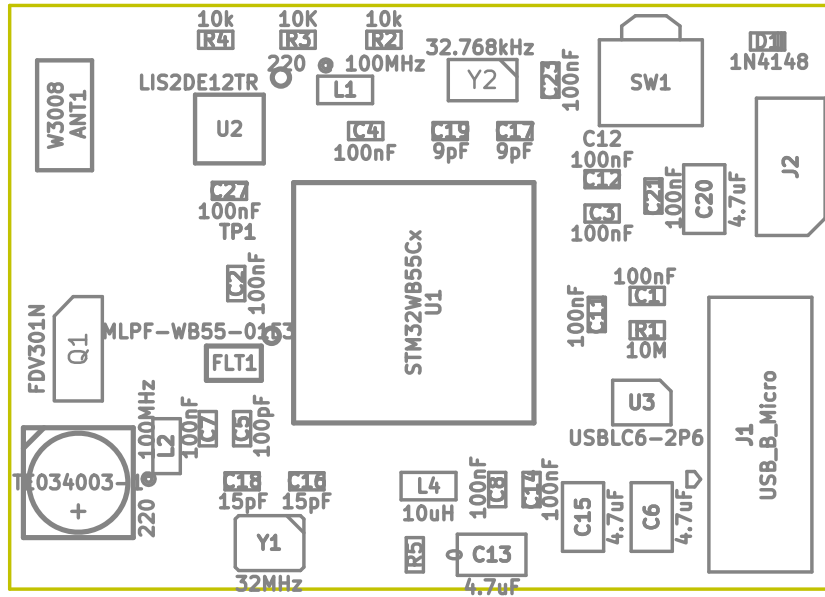 10k
R4
10K
R3
10k
R2
220
100MHz
L1
32.768kHz
Y2
C23
100nF
SW1
D1
1N4148
LIS2DE12TR
U2
W3008
ANT1
C4
100nF
C19
9pF
C17
9pF
C12
100nF
C12
C3
100nF
C21
100nF
C20
4.7uF
J2
C27
100nF
TP1
C2
100nF
STM32WB55Cx
U1
100nF
C11
100nF
C1
R1
10M
FDV301N
Q1
MLPF-WB55-01E3
FLT1
U3
USBLC6-2P6
J1
USB_B_Micro
100MHz
L2
100nF
C7
C5
100pF
220
+
C18
15pF
C16
15pF
Y1
32MHz
L4
10uH
100nF
C8
C14
100nF
C15
4.7uF
C6
4.7uF
R5
C13
4.7uF